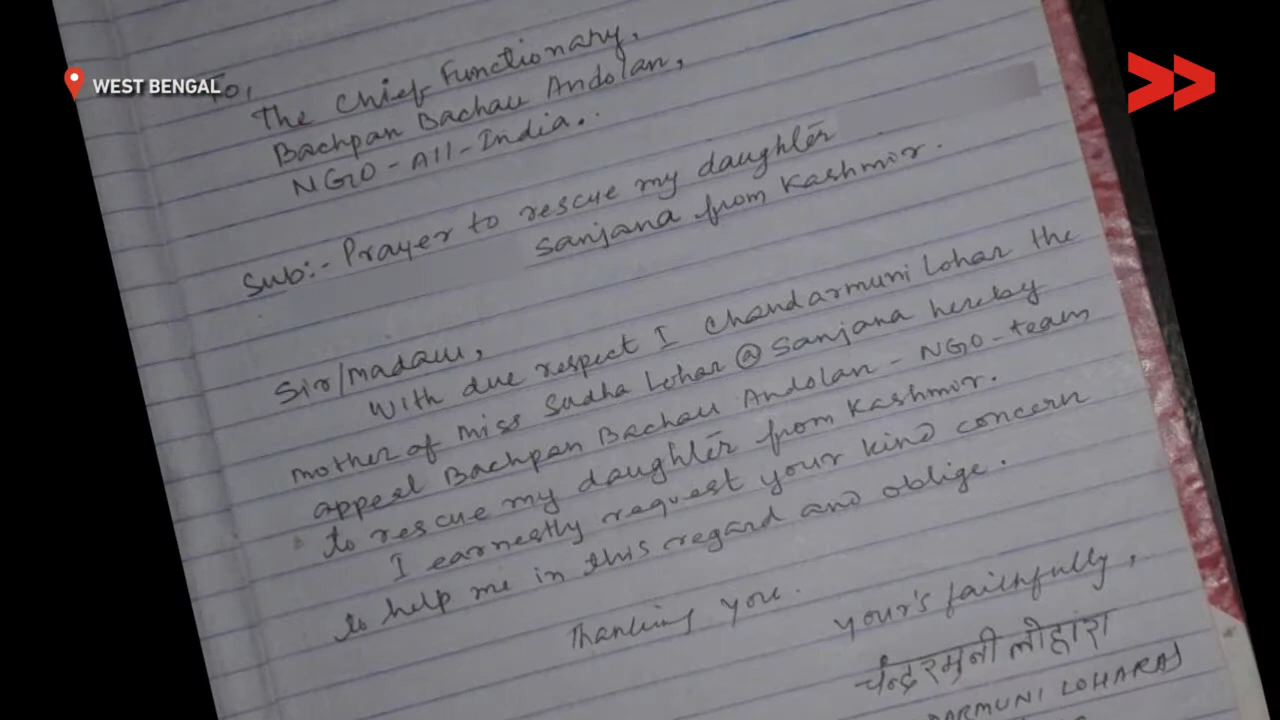 WEST BENGAL
To,
The Chief Functionary,
Bachpan Bachau Andolan,
NGO-All-India.
Sub:- Prayer to rescue my daughter
Sanjana from Kashmir.
Sir/Madam,
With due respect I Chandarmuni Lohar the
mother of Miss Sudha Lohar @ Sanjana hereby
appeal Bachpan Bachau Andolan - NGO-team
to rescue my daughter from Kashmir.
I earnestly request your kind concern
to help me in this regard and oblige.
Thanking you.
your's faithfully,
चन्द्रमुनी लोहारा